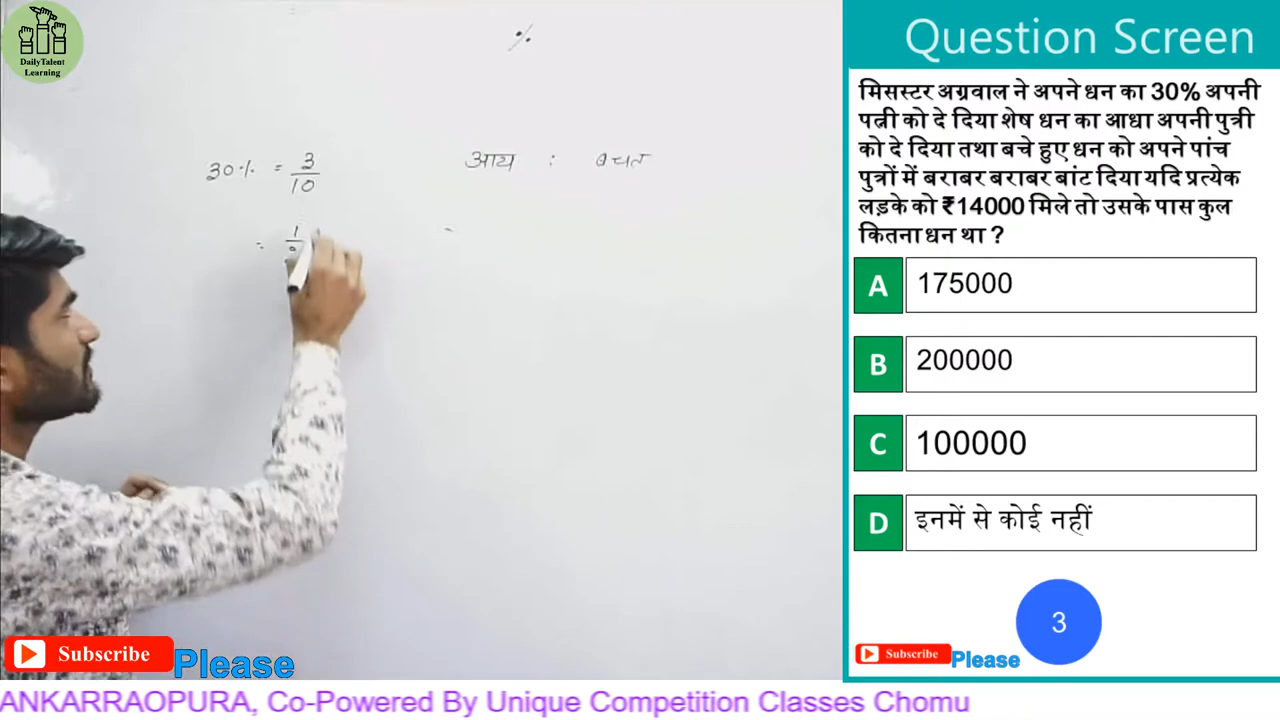 DailyTalent
Learning
%
30% = 3/10
आय : बचत
= 1/2
Question Screen
मिसस्टर अग्रवाल ने अपने धन का 30% अपनी
पत्नी को दे दिया शेष धन का आधा अपनी पुत्री
को दे दिया तथा बचे हुए धन को अपने पांच
पुत्रों में बराबर बराबर बांट दिया यदि प्रत्येक
लड़के को ₹14000 मिले तो उसके पास कुल
कितना धन था ?
A 175000
B 200000
C 100000
D इनमें से कोई नहीं
3
Subscribe Please
Subscribe Please
ANKARRAOPURA, Co-Powered By Unique Competition Classes Chomu